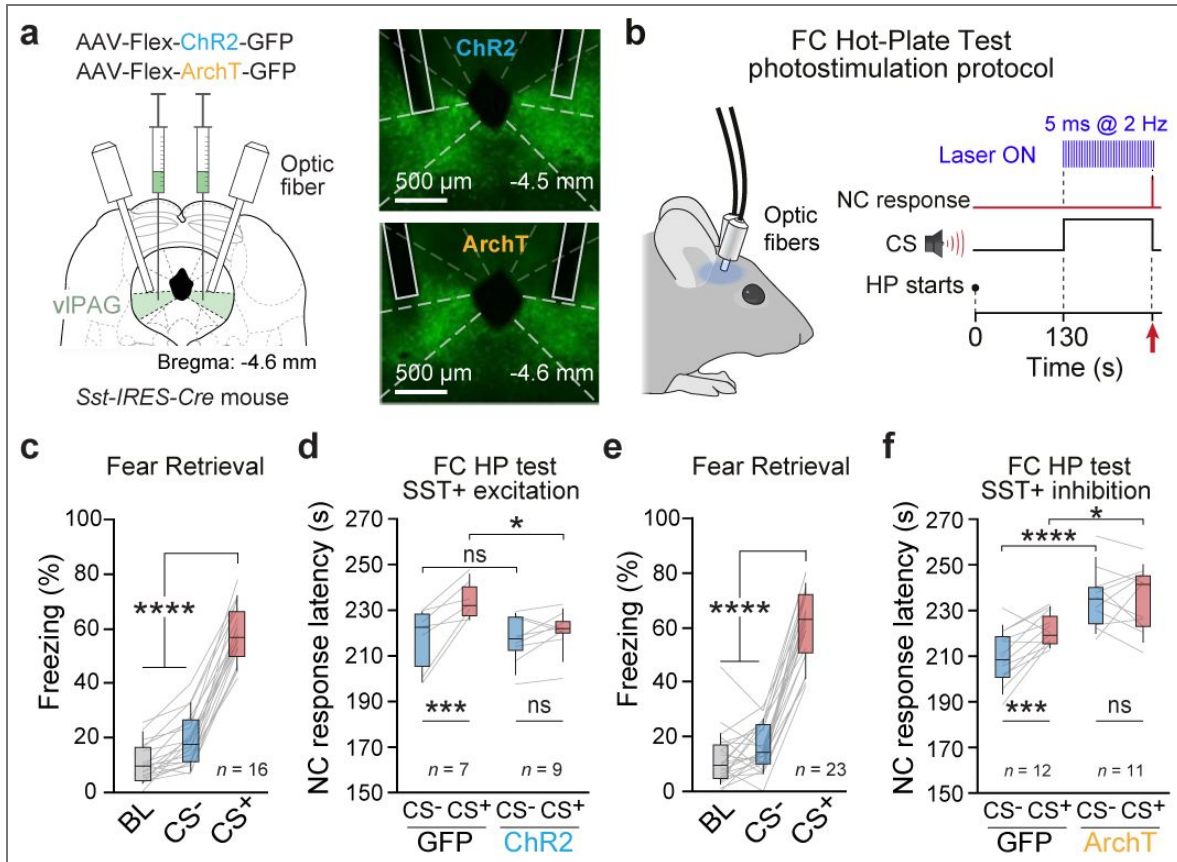 a
AAV-Flex-ChR2-GFP
AAV-Flex-ArchT-GFP
Optic
fiber
vlPAG
Bregma: -4.6 mm
Sst-IRES-Cre mouse
ChR2
500 µm
-4.5 mm
ArchT
500 µm
-4.6 mm
b
FC Hot-Plate Test
photostimulation protocol
5 ms @ 2 Hz
Laser ON
NC response
CS
HP starts
Optic
fibers
0
130
Time (s)
c
Fear Retrieval
Freezing (%)
100
80
60
40
20
0
****
n = 16
BL
CS-
CS+
d
FC HP test
SST+ excitation
NC response latency (s)
270
250
230
210
190
170
150
*
ns
***
ns
n = 7
n = 9
CS- CS+ CS- CS+
GFP
ChR2
e
Fear Retrieval
Freezing (%)
100
80
60
40
20
0
****
n = 23
BL
CS-
CS+
f
FC HP test
SST+ inhibition
NC response latency (s)
270
250
230
210
190
170
150
*
****
***
ns
n = 12
n = 11
CS- CS+ CS- CS+
GFP
ArchT